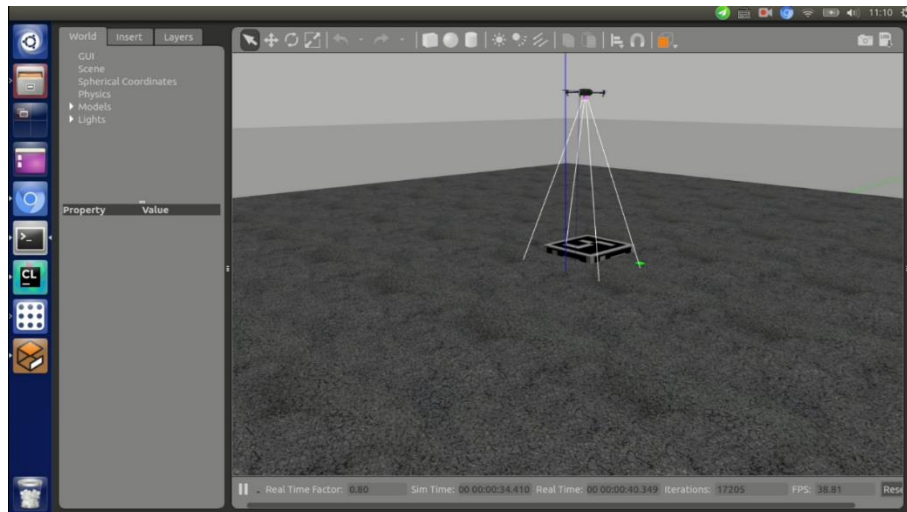 11:10
World Insert Layers
GUI
Scene
Spherical Coordinates
Physics
Models
Lights
Property Value
CL
Real Time Factor: 0.80 Sim Time: 00 00:00:34.410 Real Time: 00 00:00:40.349 Iterations: 17205 FPS: 38.81 Rese